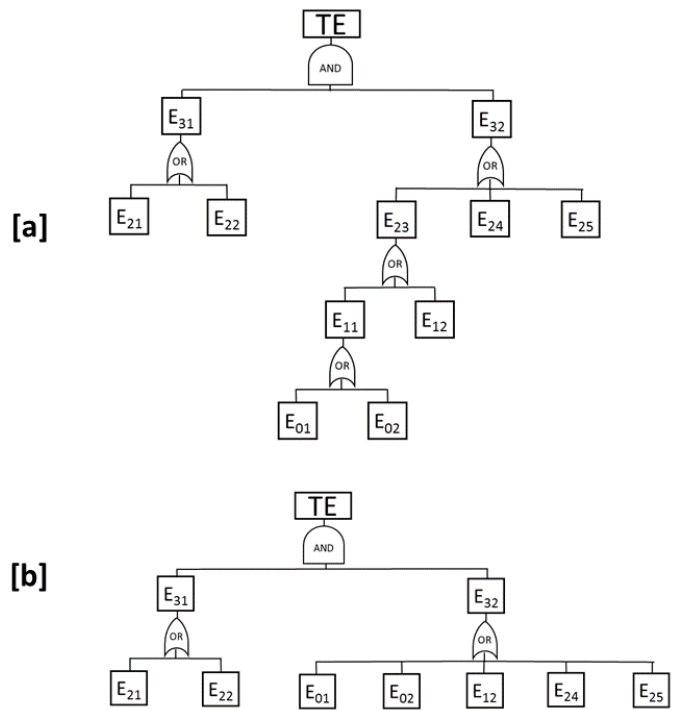 TE
AND
E31 E32
OR OR
[a]
E21 E22 E23 E24 E25
OR
E11 E12
OR
E01 E02
TE
AND
[b]
E31 E32
OR OR
E21 E22 E01 E02 E12 E24 E25